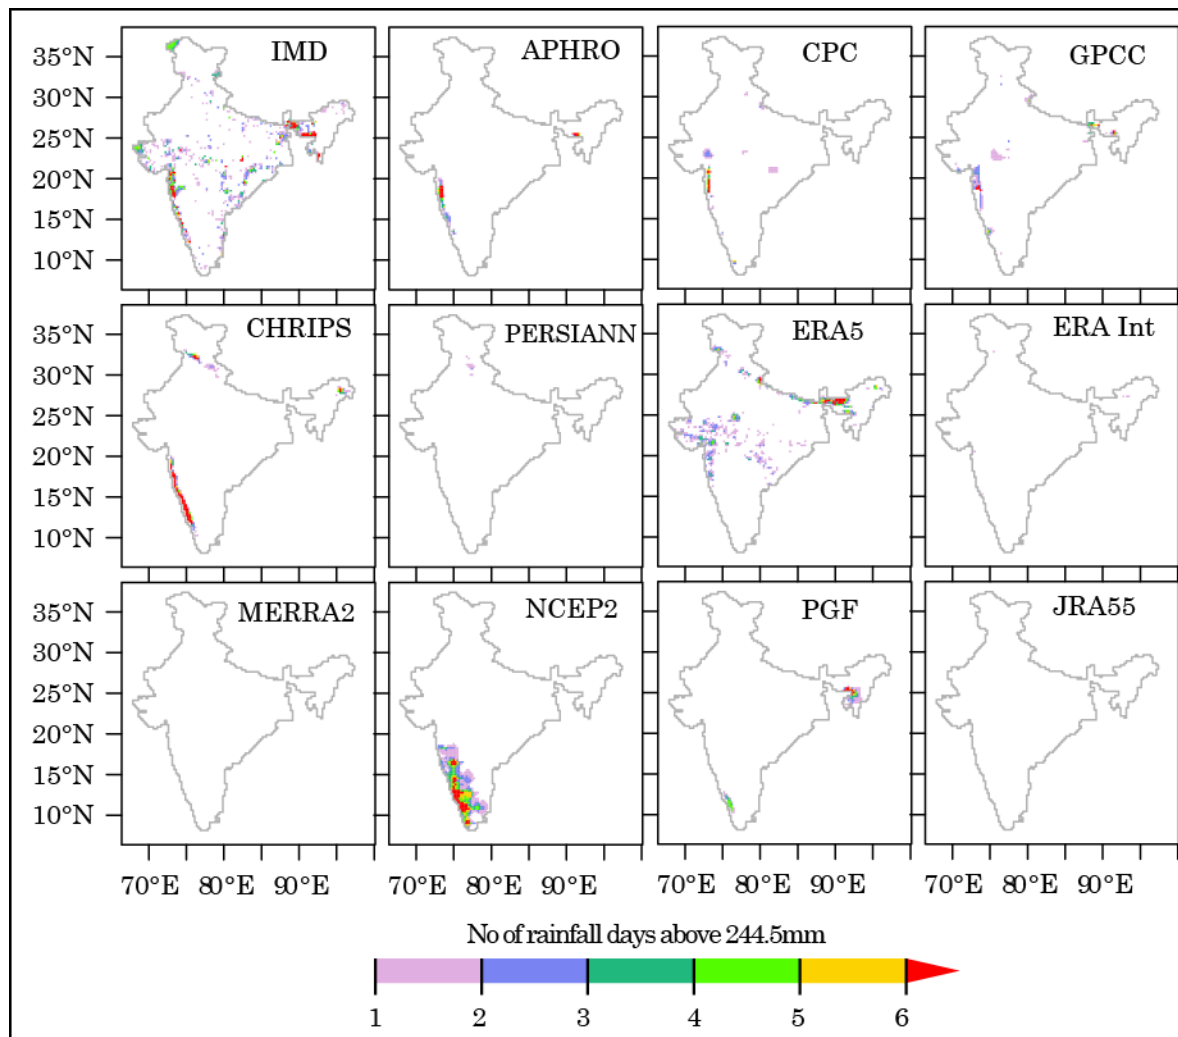 IMD APHRO CPC GPCC
35°N
30°N
25°N
20°N
15°N
10°N
CHRIPS PERSIANN ERA5 ERA Int
35°N
30°N
25°N
20°N
15°N
10°N
MERRA2 NCEP2 PGF JRA55
35°N
30°N
25°N
20°N
15°N
10°N
70°E 80°E 90°E 70°E 80°E 90°E 70°E 80°E 90°E 70°E 80°E 90°E
No of rainfall days above 244.5mm
1 2 3 4 5 6